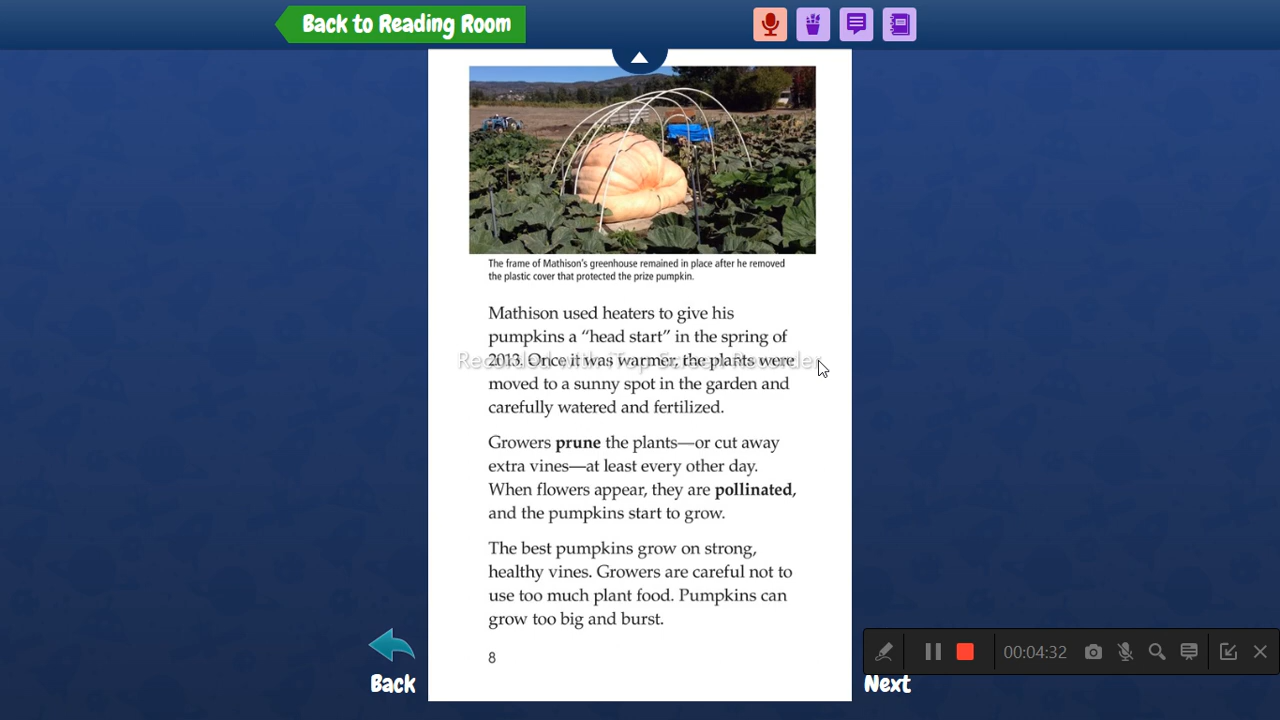 Back to Reading Room
The frame of Mathison's greenhouse remained in place after he removed
the plastic cover that protected the prize pumpkin.
Mathison used heaters to give his
pumpkins a “head start” in the spring of
2013. Once it was warmer, the plants were
Recorded with iTop Screen Recorder
moved to a sunny spot in the garden and
carefully watered and fertilized.
Growers prune the plants—or cut away
extra vines—at least every other day.
When flowers appear, they are pollinated,
and the pumpkins start to grow.
The best pumpkins grow on strong,
healthy vines. Growers are careful not to
use too much plant food. Pumpkins can
grow too big and burst.
8
00:04:32
Back
Next